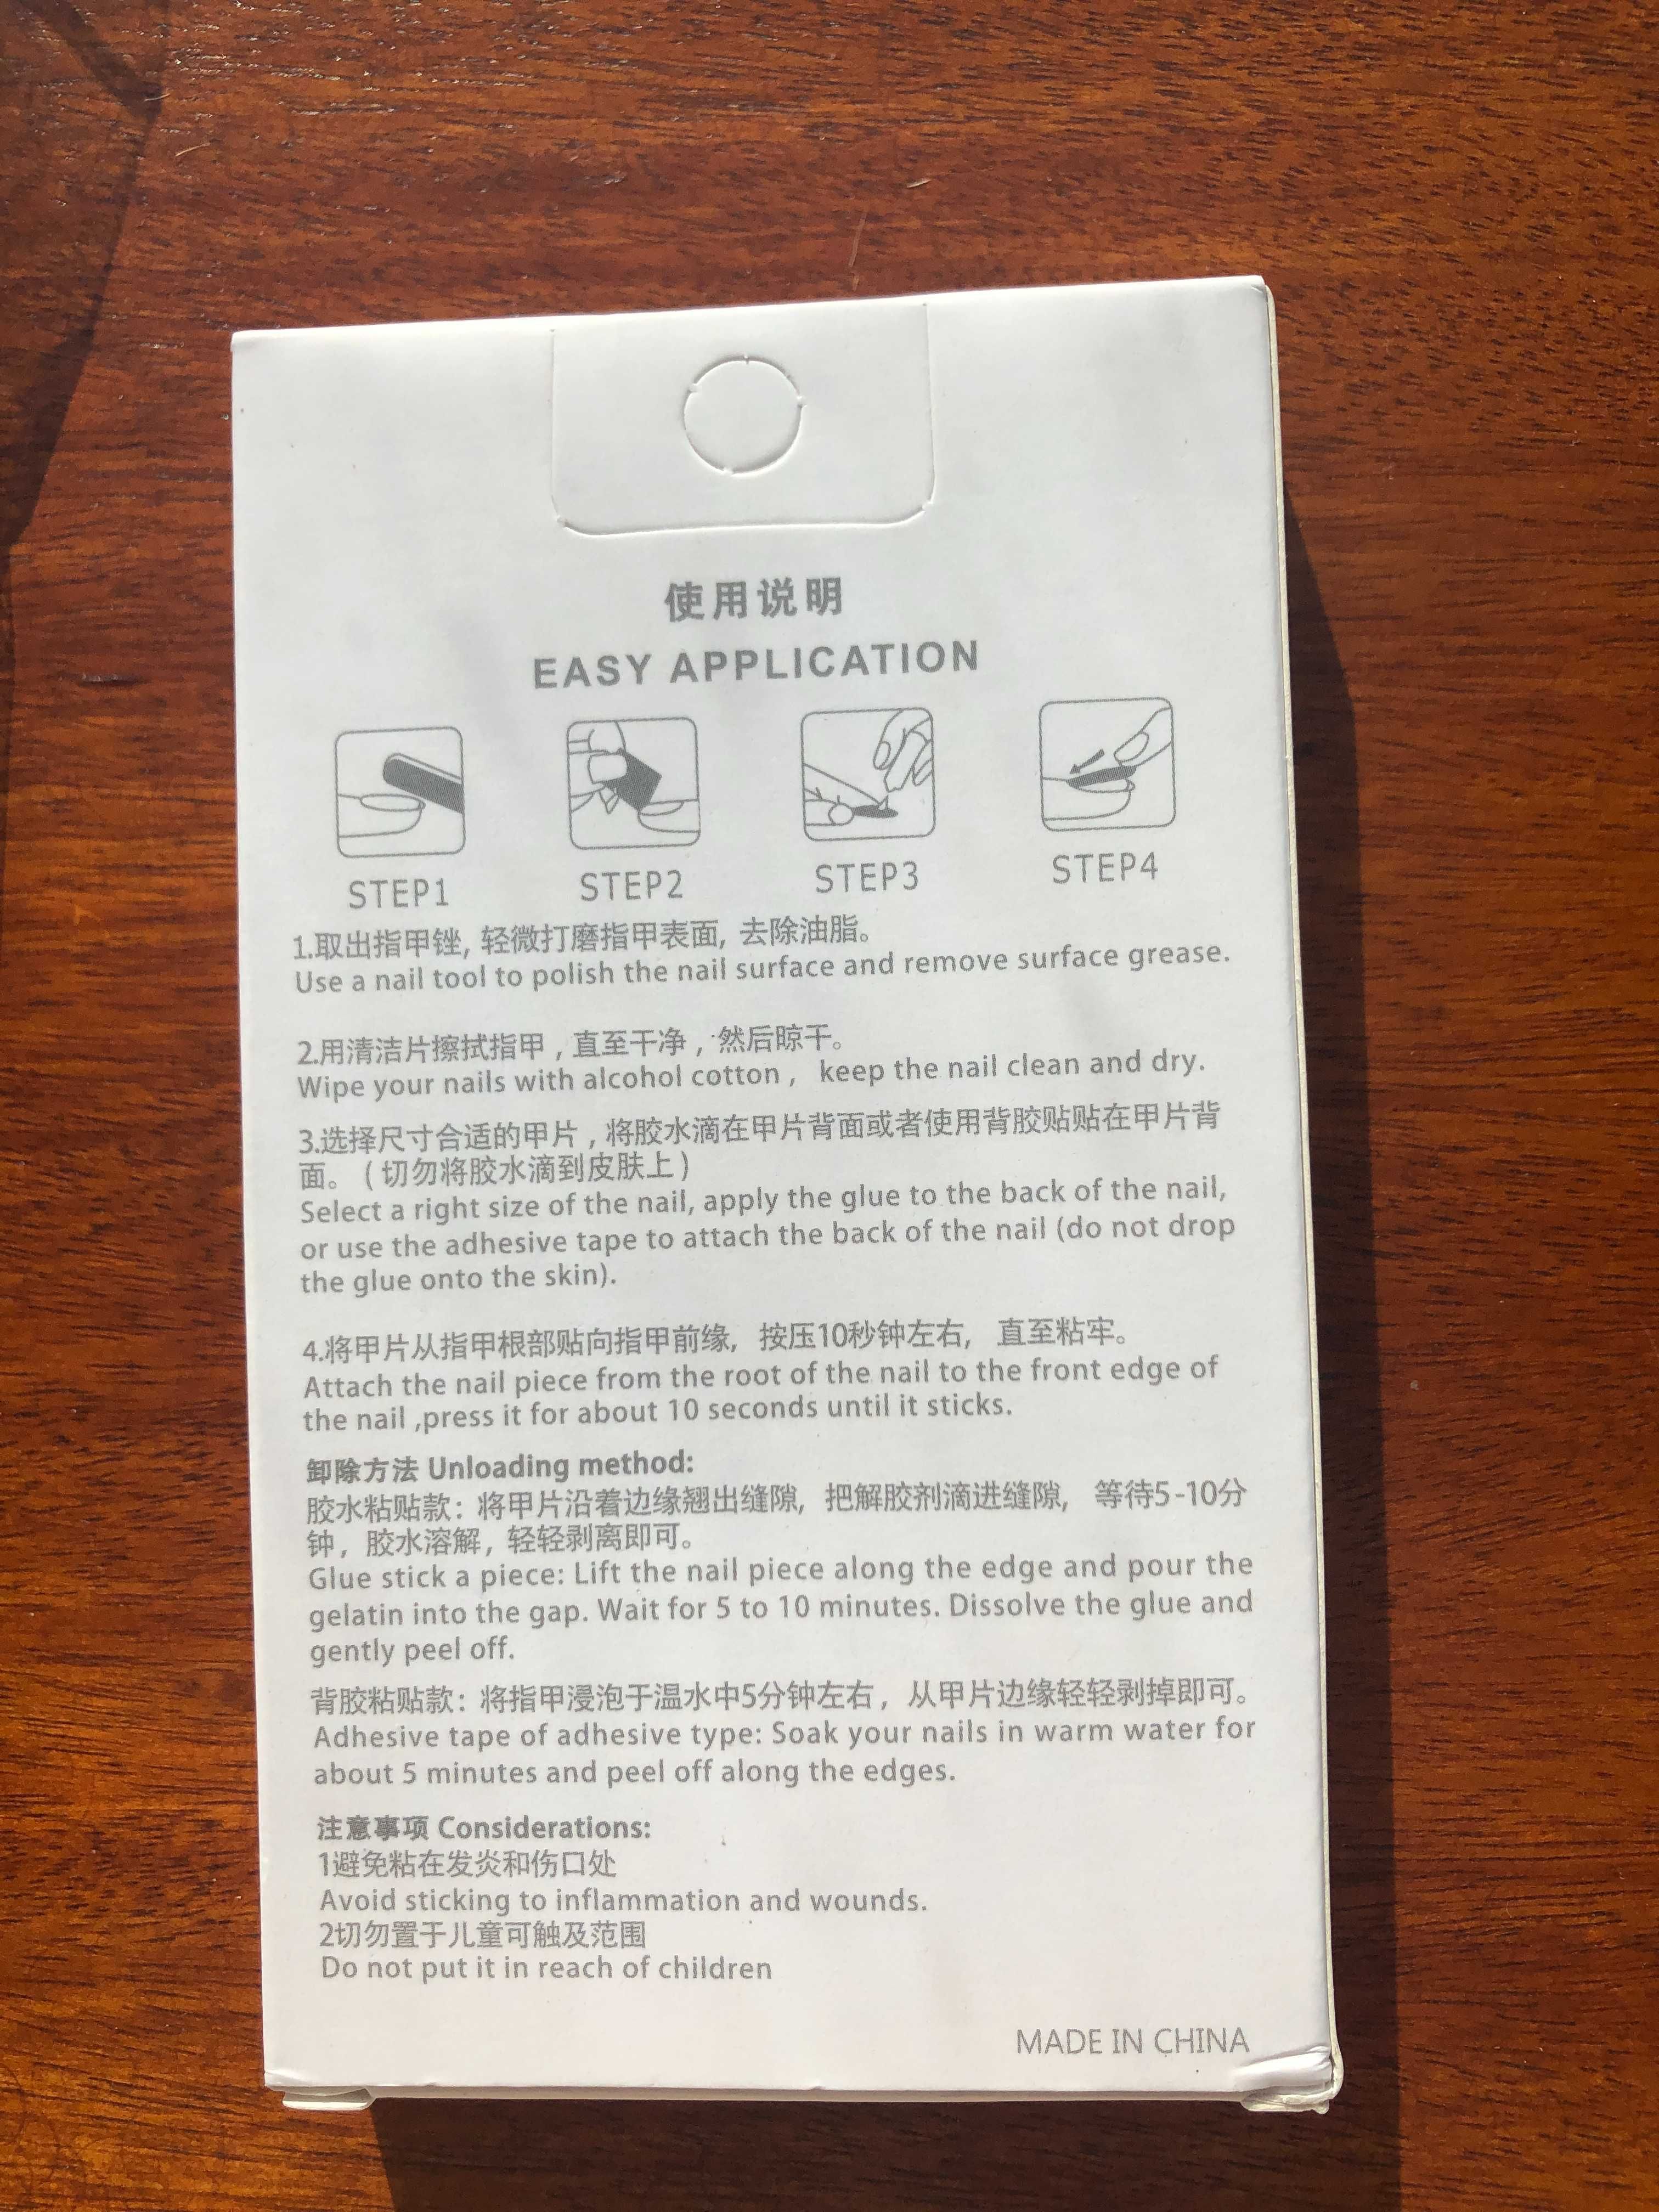 使用说明
EASY APPLICATION
STEP1 STEP2 STEP3 STEP4
1.取出指甲锉, 轻微打磨指甲表面, 去除油脂。
Use a nail tool to polish the nail surface and remove surface grease.
2.用清洁片擦拭指甲，直至干净，然后晾干。
Wipe your nails with alcohol cotton， keep the nail clean and dry.
3.选择尺寸合适的甲片，将胶水滴在甲片背面或者使用背胶贴贴在甲片背
面。（切勿将胶水滴到皮肤上）
Select a right size of the nail, apply the glue to the back of the nail,
or use the adhesive tape to attach the back of the nail (do not drop
the glue onto the skin).
4.将甲片从指甲根部贴向指甲前缘, 按压10秒钟左右, 直至粘牢。
Attach the nail piece from the root of the nail to the front edge of
the nail ,press it for about 10 seconds until it sticks.
卸除方法 Unloading method:
胶水粘贴款：将甲片沿着边缘翘出缝隙, 把解胶剂滴进缝隙, 等待5-10分
钟, 胶水溶解, 轻轻剥离即可。
Glue stick a piece: Lift the nail piece along the edge and pour the
gelatin into the gap. Wait for 5 to 10 minutes. Dissolve the glue and
gently peel off.
背胶粘贴款：将指甲浸泡于温水中5分钟左右, 从甲片边缘轻轻剥掉即可。
Adhesive tape of adhesive type: Soak your nails in warm water for
about 5 minutes and peel off along the edges.
注意事项 Considerations:
1避免粘在发炎和伤口处
Avoid sticking to inflammation and wounds.
2切勿置于儿童可触及范围
Do not put it in reach of children
MADE IN CHINA